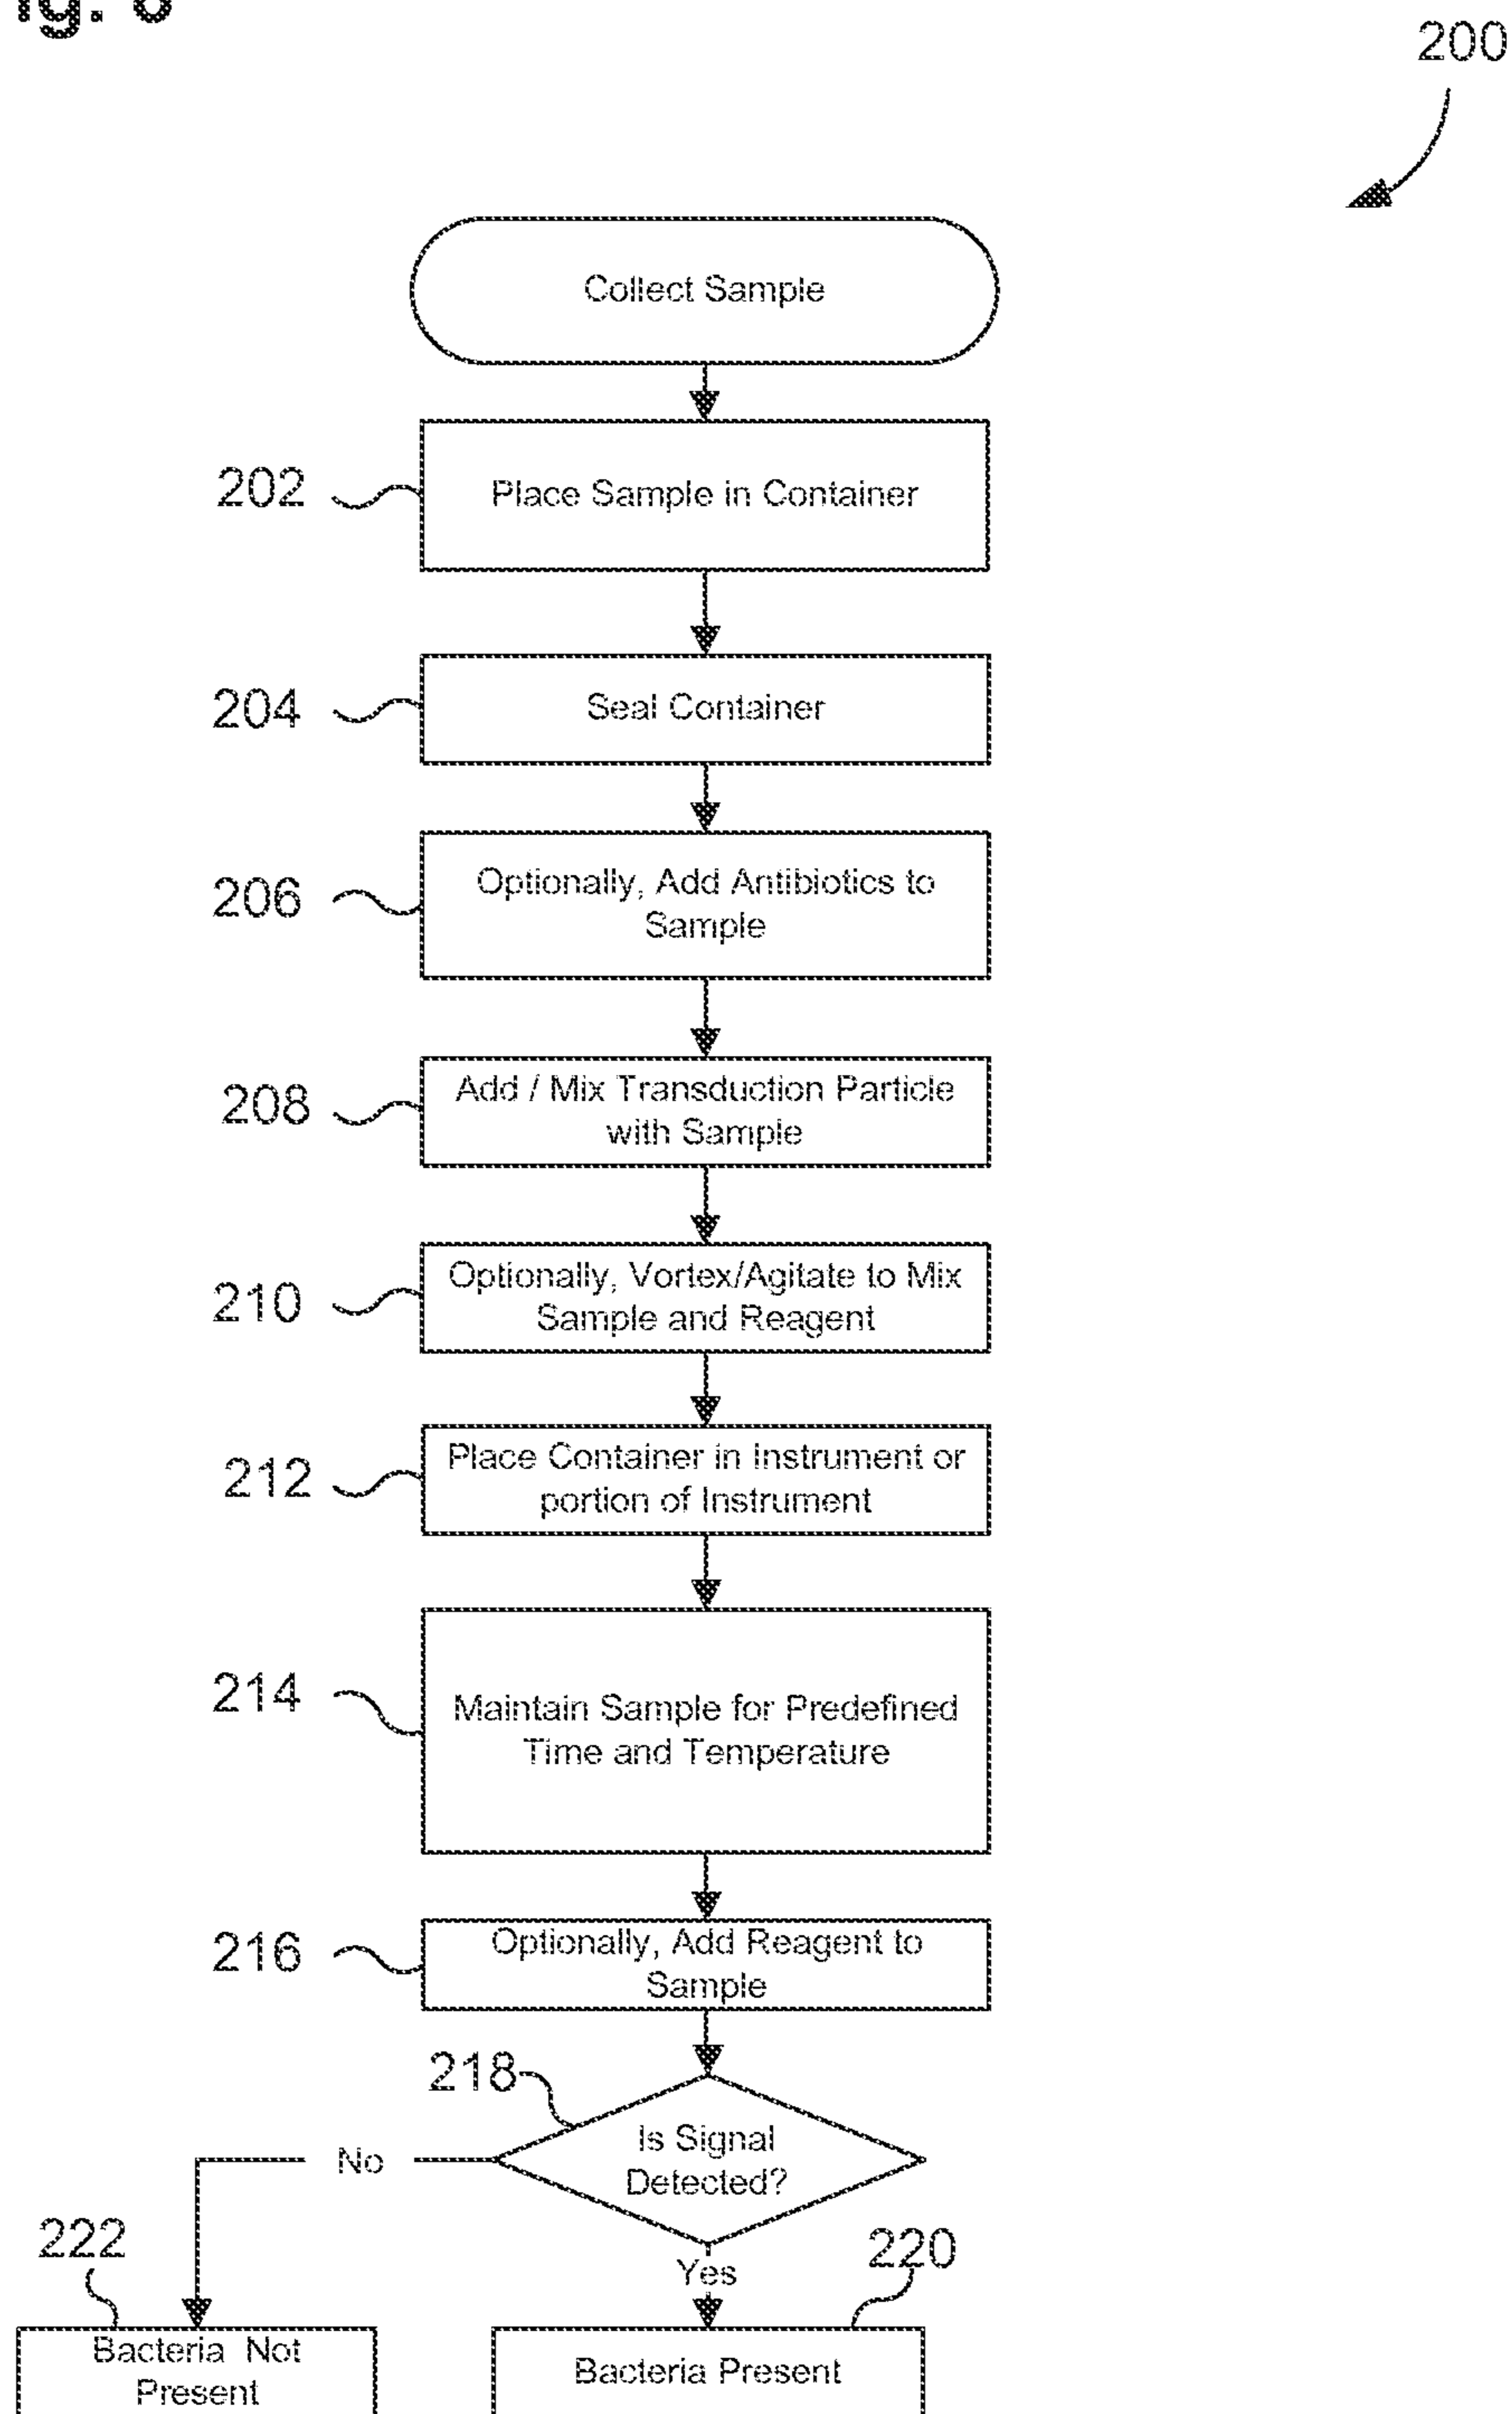 200
Collect Sample
202
Place Sample in Container
204
Seal Container
206
Optionally, Add Antibiotics to
Sample
208
Add / Mix Transduction Particle
with Sample
210
Optionally, Vortex/Agitate to Mix
Sample and Reagent
212
Place Container in Instrument or
portion of Instrument
214
Maintain Sample for Predefined
Time and Temperature
216
Optionally, Add Reagent to
Sample
218
Is Signal
Detected?
No
Yes
222
220
Bacteria Not
Present
Bacteria Present